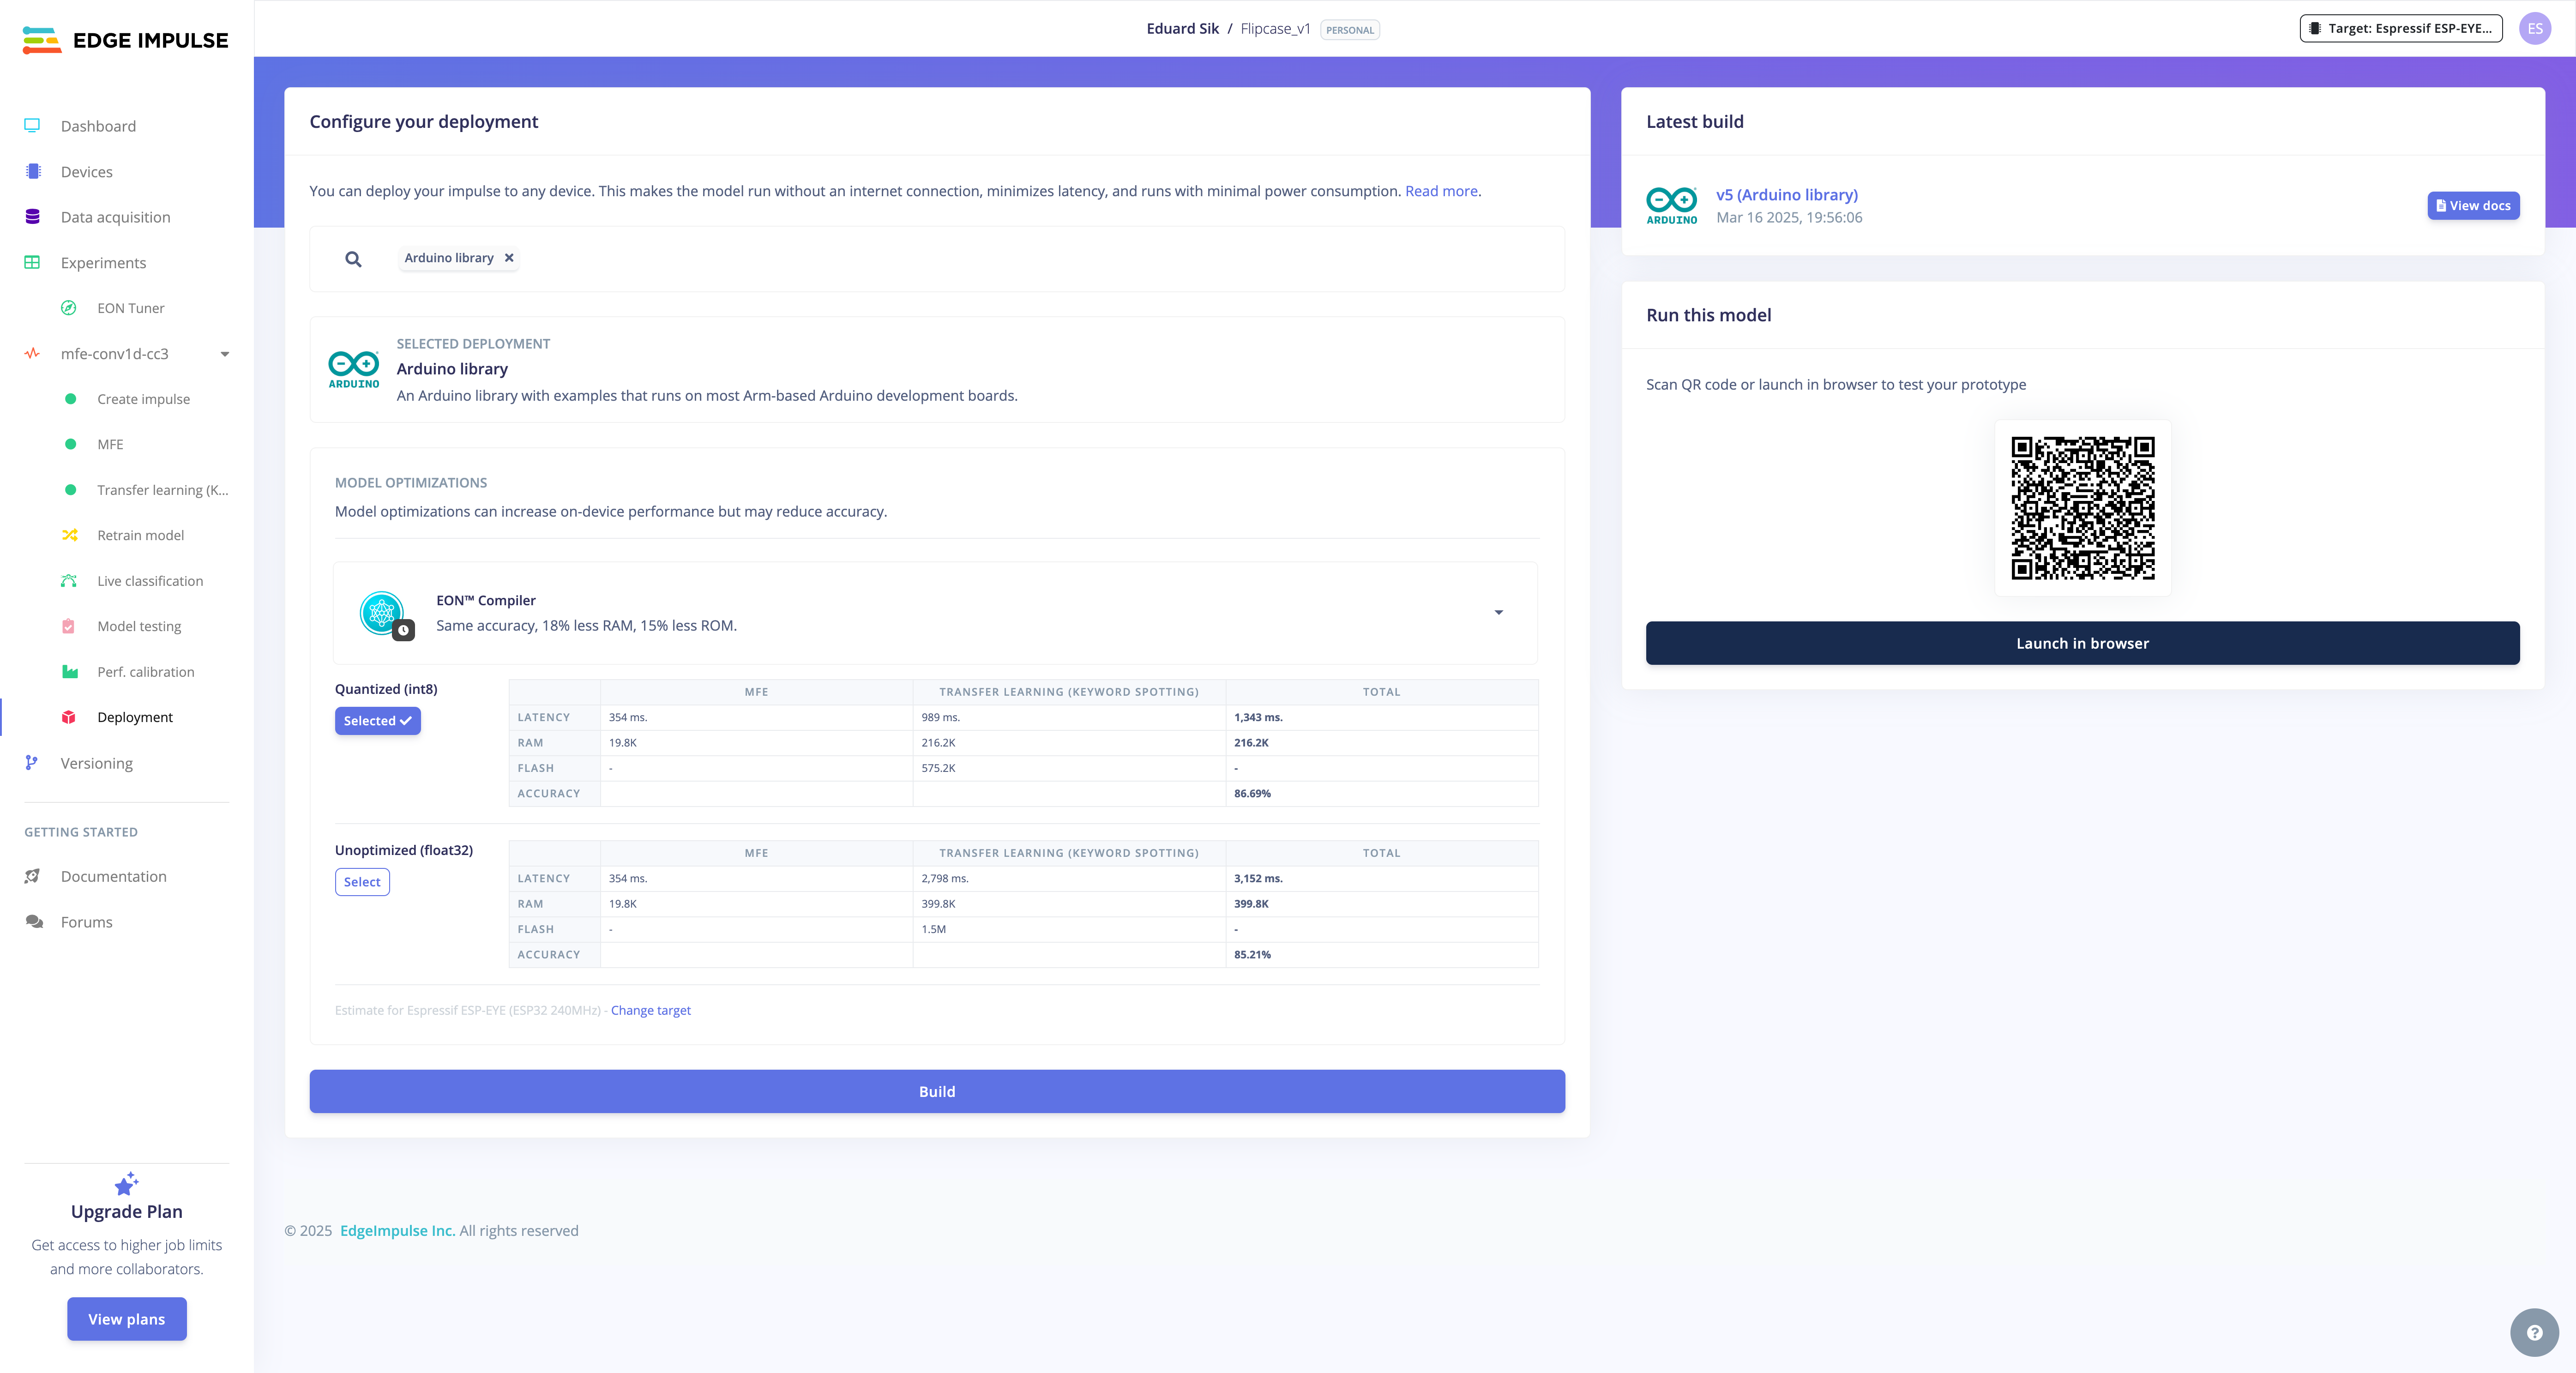 EDGE IMPULSE
Dashboard
Devices
Data acquisition
Experiments
EON Tuner
mfe-conv1d-cc3
Create impulse
MFE
Transfer learning (K...
Retrain model
Live classification
Model testing
Perf. calibration
Deployment
Versioning
GETTING STARTED
Documentation
Forums
Upgrade Plan
Get access to higher job limits
and more collaborators.
View plans
Eduard Sik / Flipcase_v1 PERSONAL
Target: Espressif ESP-EYE...
ES
Configure your deployment
You can deploy your impulse to any device. This makes the model run without an internet connection, minimizes latency, and runs with minimal power consumption. Read more.
Arduino library
ARDUINO
SELECTED DEPLOYMENT
Arduino library
An Arduino library with examples that runs on most Arm-based Arduino development boards.
MODEL OPTIMIZATIONS
Model optimizations can increase on-device performance but may reduce accuracy.
EON™ Compiler
Same accuracy, 18% less RAM, 15% less ROM.
Quantized (int8)
Selected
MFE TRANSFER LEARNING (KEYWORD SPOTTING) TOTAL
LATENCY 354 ms. 989 ms. 1,343 ms.
RAM 19.8K 216.2K 216.2K
FLASH - 575.2K -
ACCURACY 86.69%
Unoptimized (float32)
Select
MFE TRANSFER LEARNING (KEYWORD SPOTTING) TOTAL
LATENCY 354 ms. 2,798 ms. 3,152 ms.
RAM 19.8K 399.8K 399.8K
FLASH - 1.5M -
ACCURACY 85.21%
Estimate for Espressif ESP-EYE (ESP32 240MHz) - Change target
Build
Latest build
ARDUINO
v5 (Arduino library)
Mar 16 2025, 19:56:06
View docs
Run this model
Scan QR code or launch in browser to test your prototype
Launch in browser
© 2025 EdgeImpulse Inc. All rights reserved